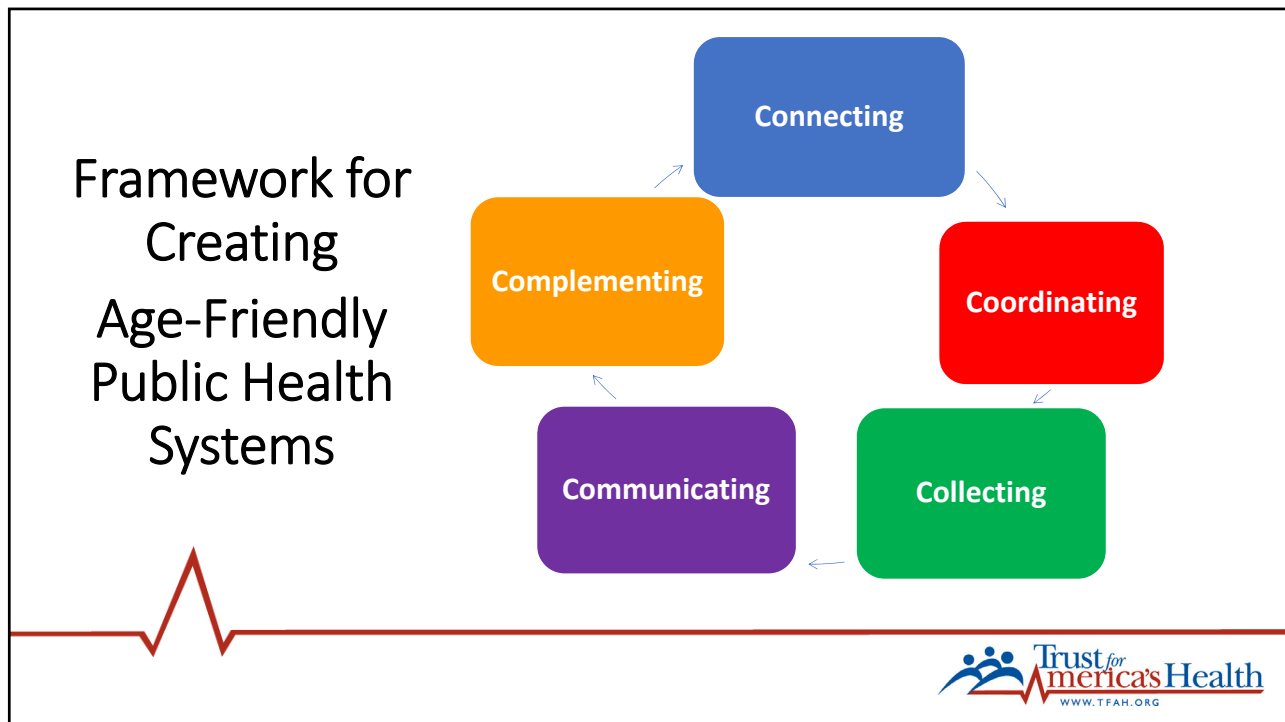 Framework for
Creating
Age-Friendly
Public Health
Systems
Connecting
Coordinating
Collecting
Communicating
Complementing
Trust for
America's Health
WWW.TFAH.ORG